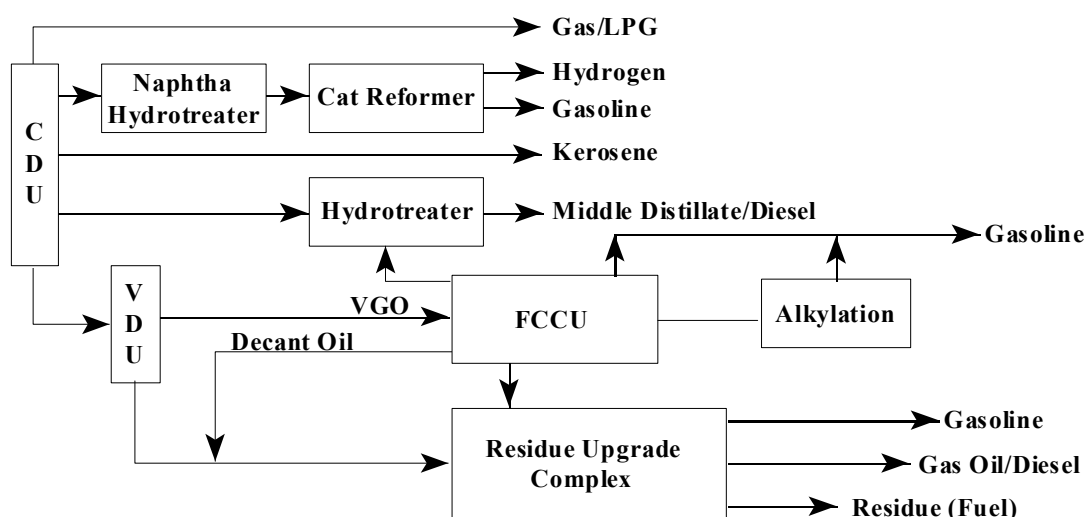 Gas/LPG
Naphtha
Hydrotreater
Cat Reformer
Hydrogen
Gasoline
C
D
U
Kerosene
Hydrotreater
Middle Distillate/Diesel
Gasoline
V
D
U
VGO
FCCU
Alkylation
Decant Oil
Residue Upgrade
Complex
Gasoline
Gas Oil/Diesel
Residue (Fuel)